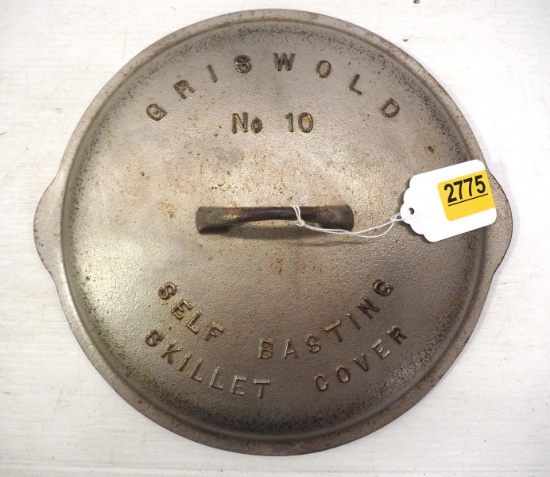 GRISWOLD
No 10
2775
SELF BASTING
SKILLET COVER